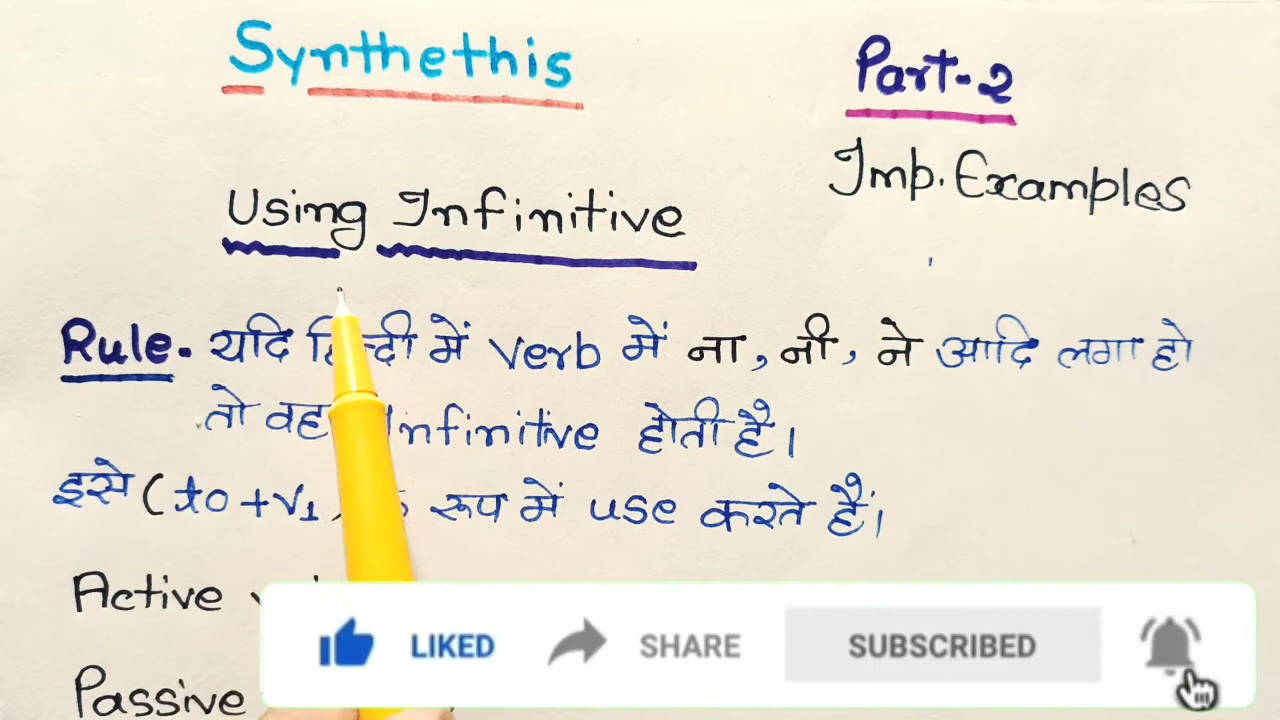 Synthethis
Part-2
Imp. Examples
Using Infinitive
Rule. यदि हिन्दी में verb में ना, नी, ने आदि लगा हो
तो वह Infinitive होती है।
इसे (to+V1) के रूप में use करते हैं।
Active
Passive
LIKED SHARE SUBSCRIBED